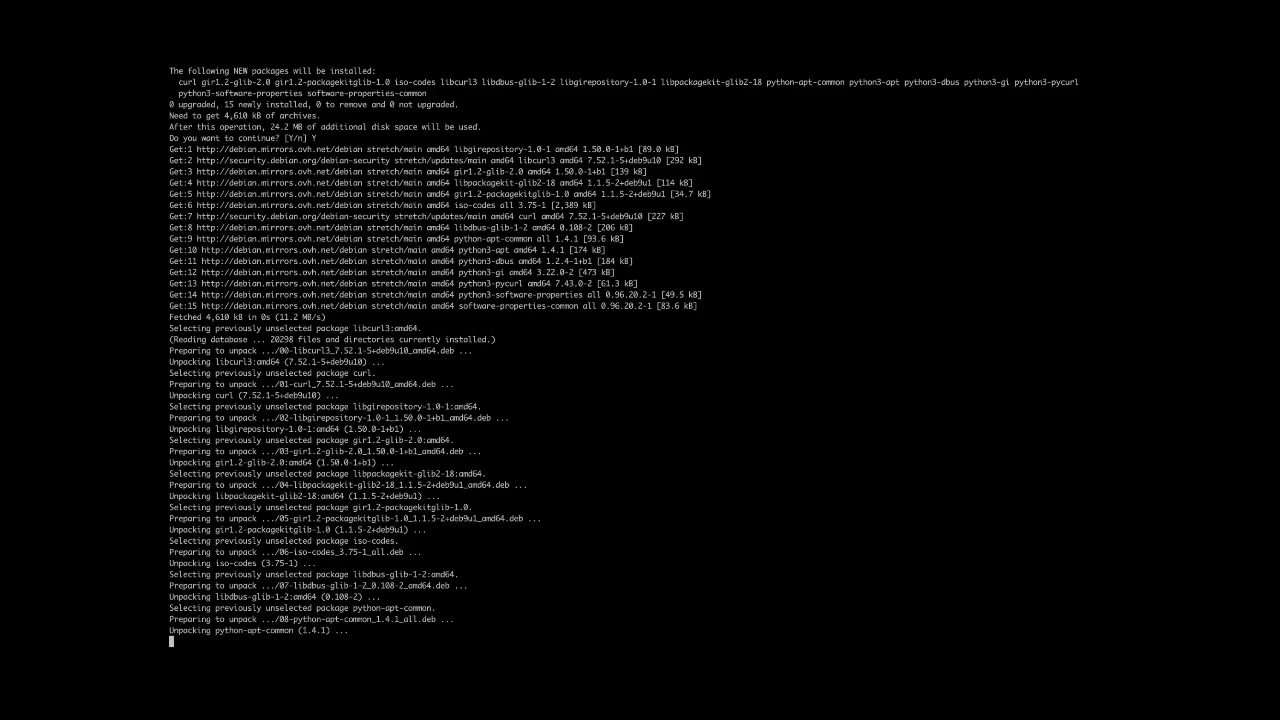 The following NEW packages will be installed:
curl gir1.2-glib-2.0 gir1.2-packagekitglib-1.0 iso-codes libcurl3 libdbus-glib-1-2 libgirepository-1.0-1 libpackagekit-glib2-18 python-apt-common python3-apt python3-dbus python3-gi python3-pycurl
python3-software-properties software-properties-common
0 upgraded, 15 newly installed, 0 to remove and 0 not upgraded.
Need to get 4,610 kB of archives.
After this operation, 24.2 MB of additional disk space will be used.
Do you want to continue? [Y/n] Y
Get:1 http://debian.mirrors.ovh.net/debian stretch/main amd64 libgirepository-1.0-1 amd64 1.50.0-1+b1 [89.0 kB]
Get:2 http://security.debian.org/debian-security stretch/updates/main amd64 libcurl3 amd64 7.52.1-5+deb9u10 [292 kB]
Get:3 http://debian.mirrors.ovh.net/debian stretch/main amd64 gir1.2-glib-2.0 amd64 1.50.0-1+b1 [139 kB]
Get:4 http://debian.mirrors.ovh.net/debian stretch/main amd64 libpackagekit-glib2-18 amd64 1.1.5-2+deb9u1 [114 kB]
Get:5 http://debian.mirrors.ovh.net/debian stretch/main amd64 gir1.2-packagekitglib-1.0 amd64 1.1.5-2+deb9u1 [34.7 kB]
Get:6 http://debian.mirrors.ovh.net/debian stretch/main amd64 iso-codes all 3.75-1 [2,389 kB]
Get:7 http://security.debian.org/debian-security stretch/updates/main amd64 curl amd64 7.52.1-5+deb9u10 [227 kB]
Get:8 http://debian.mirrors.ovh.net/debian stretch/main amd64 libdbus-glib-1-2 amd64 0.108-2 [206 kB]
Get:9 http://debian.mirrors.ovh.net/debian stretch/main amd64 python-apt-common all 1.4.1 [93.6 kB]
Get:10 http://debian.mirrors.ovh.net/debian stretch/main amd64 python3-apt amd64 1.4.1 [174 kB]
Get:11 http://debian.mirrors.ovh.net/debian stretch/main amd64 python3-dbus amd64 1.2.4-1+b1 [184 kB]
Get:12 http://debian.mirrors.ovh.net/debian stretch/main amd64 python3-gi amd64 3.22.0-2 [473 kB]
Get:13 http://debian.mirrors.ovh.net/debian stretch/main amd64 python3-pycurl amd64 7.43.0-2 [61.3 kB]
Get:14 http://debian.mirrors.ovh.net/debian stretch/main amd64 python3-software-properties all 0.96.20.2-1 [49.5 kB]
Get:15 http://debian.mirrors.ovh.net/debian stretch/main amd64 software-properties-common all 0.96.20.2-1 [83.6 kB]
Fetched 4,610 kB in 0s (11.2 MB/s)
Selecting previously unselected package libcurl3:amd64.
(Reading database ... 20298 files and directories currently installed.)
Preparing to unpack .../00-libcurl3_7.52.1-5+deb9u10_amd64.deb ...
Unpacking libcurl3:amd64 (7.52.1-5+deb9u10) ...
Selecting previously unselected package curl.
Preparing to unpack .../01-curl_7.52.1-5+deb9u10_amd64.deb ...
Unpacking curl (7.52.1-5+deb9u10) ...
Selecting previously unselected package libgirepository-1.0-1:amd64.
Preparing to unpack .../02-libgirepository-1.0-1_1.50.0-1+b1_amd64.deb ...
Unpacking libgirepository-1.0-1:amd64 (1.50.0-1+b1) ...
Selecting previously unselected package gir1.2-glib-2.0:amd64.
Preparing to unpack .../03-gir1.2-glib-2.0_1.50.0-1+b1_amd64.deb ...
Unpacking gir1.2-glib-2.0:amd64 (1.50.0-1+b1) ...
Selecting previously unselected package libpackagekit-glib2-18:amd64.
Preparing to unpack .../04-libpackagekit-glib2-18_1.1.5-2+deb9u1_amd64.deb ...
Unpacking libpackagekit-glib2-18:amd64 (1.1.5-2+deb9u1) ...
Selecting previously unselected package gir1.2-packagekitglib-1.0.
Preparing to unpack .../05-gir1.2-packagekitglib-1.0_1.1.5-2+deb9u1_amd64.deb ...
Unpacking gir1.2-packagekitglib-1.0 (1.1.5-2+deb9u1) ...
Selecting previously unselected package iso-codes.
Preparing to unpack .../06-iso-codes_3.75-1_all.deb ...
Unpacking iso-codes (3.75-1) ...
Selecting previously unselected package libdbus-glib-1-2:amd64.
Preparing to unpack .../07-libdbus-glib-1-2_0.108-2_amd64.deb ...
Unpacking libdbus-glib-1-2:amd64 (0.108-2) ...
Selecting previously unselected package python-apt-common.
Preparing to unpack .../08-python-apt-common_1.4.1_all.deb ...
Unpacking python-apt-common (1.4.1) ...